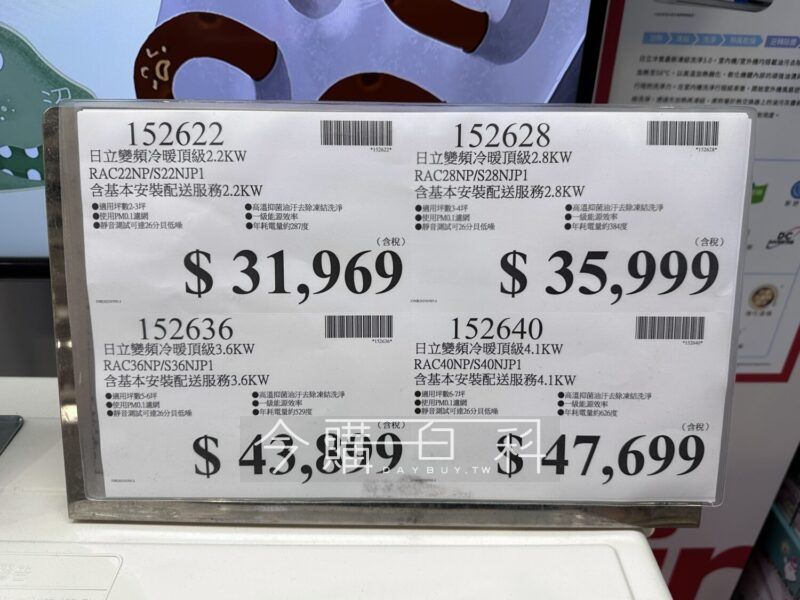 152622
*152622*
日立變頻冷暖頂級2.2KW
RAC22NP/S22NJP1
含基本安裝配送服務2.2KW
●適用坪數2-3坪
●使用PM0.1濾網
●靜音測試可達26分貝低噪
●高溫抑菌油汙去除凍結洗淨
●一級能源效率
●年耗電量約287度
(含稅)
$ 31,969
152628
*152628*
日立變頻冷暖頂級2.8KW
RAC28NP/S28NJP1
含基本安裝配送服務2.8KW
●適用坪數3-4坪
●使用PM0.1濾網
●靜音測試可達26分貝低噪
●高溫抑菌油汙去除凍結洗淨
●一級能源效率
●年耗電量約384度
(含稅)
$ 35,999
152636
*152636*
日立變頻冷暖頂級3.6KW
RAC36NP/S36NJP1
含基本安裝配送服務3.6KW
●適用坪數5-6坪
●使用PM0.1濾網
●靜音測試可達26分貝低噪
●高溫抑菌油汙去除凍結洗淨
●一級能源效率
●年耗電量約529度
(含稅)
$ 43,899
152640
*152640*
日立變頻冷暖頂級4.1KW
RAC40NP/S40NJP1
含基本安裝配送服務4.1KW
●適用坪數6-7坪
●使用PM0.1濾網
●靜音測試可達26分貝低噪
●高溫抑菌油汙去除凍結洗淨
●一級能源效率
●年耗電量約626度
(含稅)
$ 47,699
今購百科
DAYBUY.TW